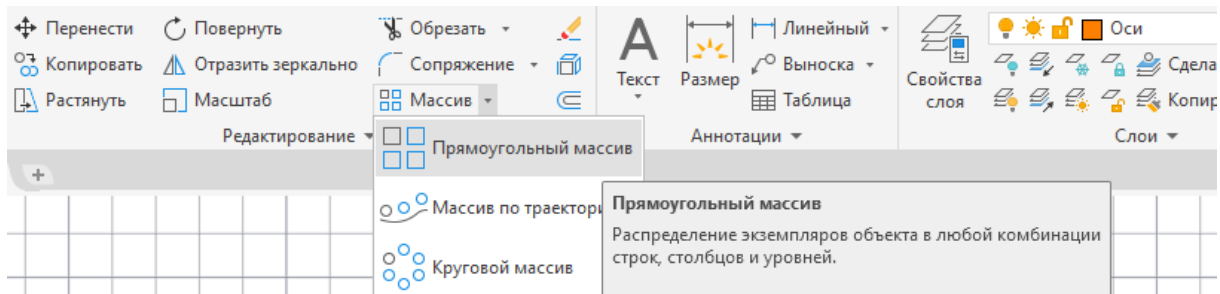 Перенести Повернуть Обрезать Линейный Оси
Копировать Отразить зеркально Сопряжение Текст Размер Выноска Свойства слоя Сдела
Растянуть Масштаб Массив Таблица Копир
Редактирование Аннотации Слои
Прямоугольный массив
Массив по траектори
Прямоугольный массив
Распределение экземпляров объекта в любой комбинации
строк, столбцов и уровней.
Круговой массив